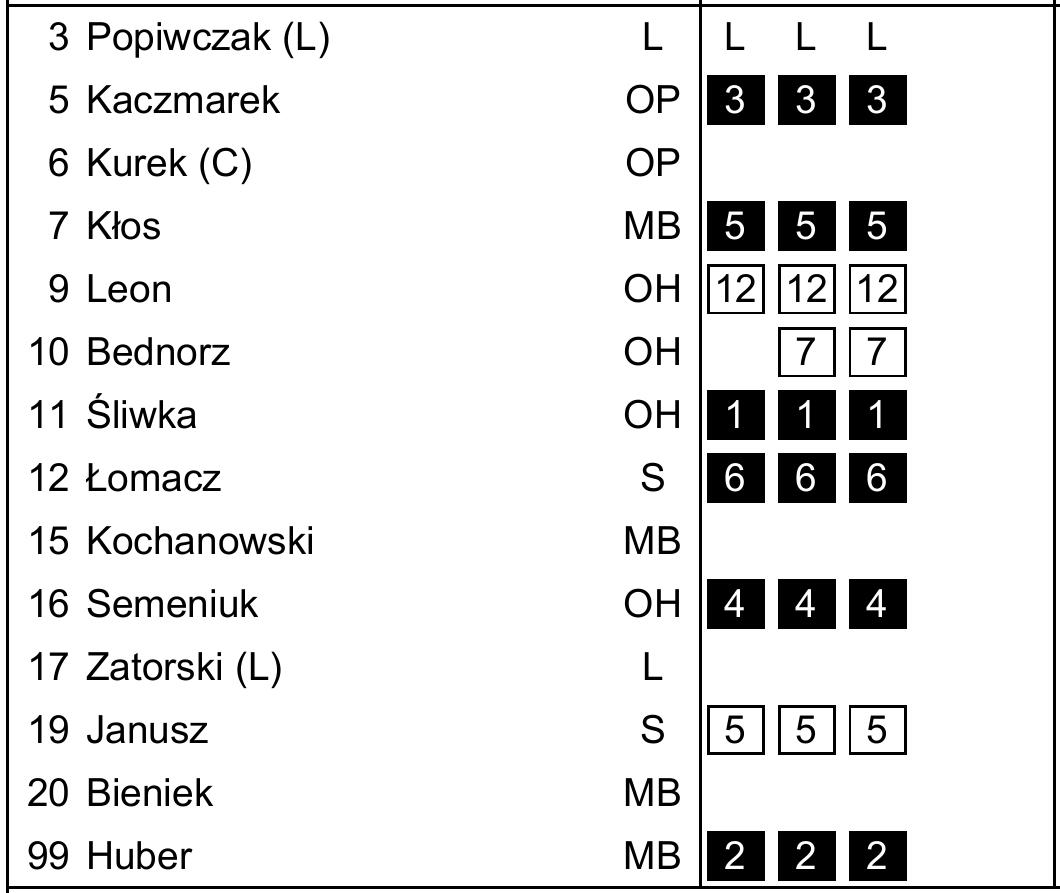 3 Popiwczak (L) L L L L
5 Kaczmarek OP 3 3 3
6 Kurek (C) OP
7 Kłos MB 5 5 5
9 Leon OH 12 12 12
10 Bednorz OH 7 7
11 Śliwka OH 1 1 1
12 Łomacz S 6 6 6
15 Kochanowski MB
16 Semeniuk OH 4 4 4
17 Zatorski (L) L
19 Janusz S 5 5 5
20 Bieniek MB
99 Huber MB 2 2 2